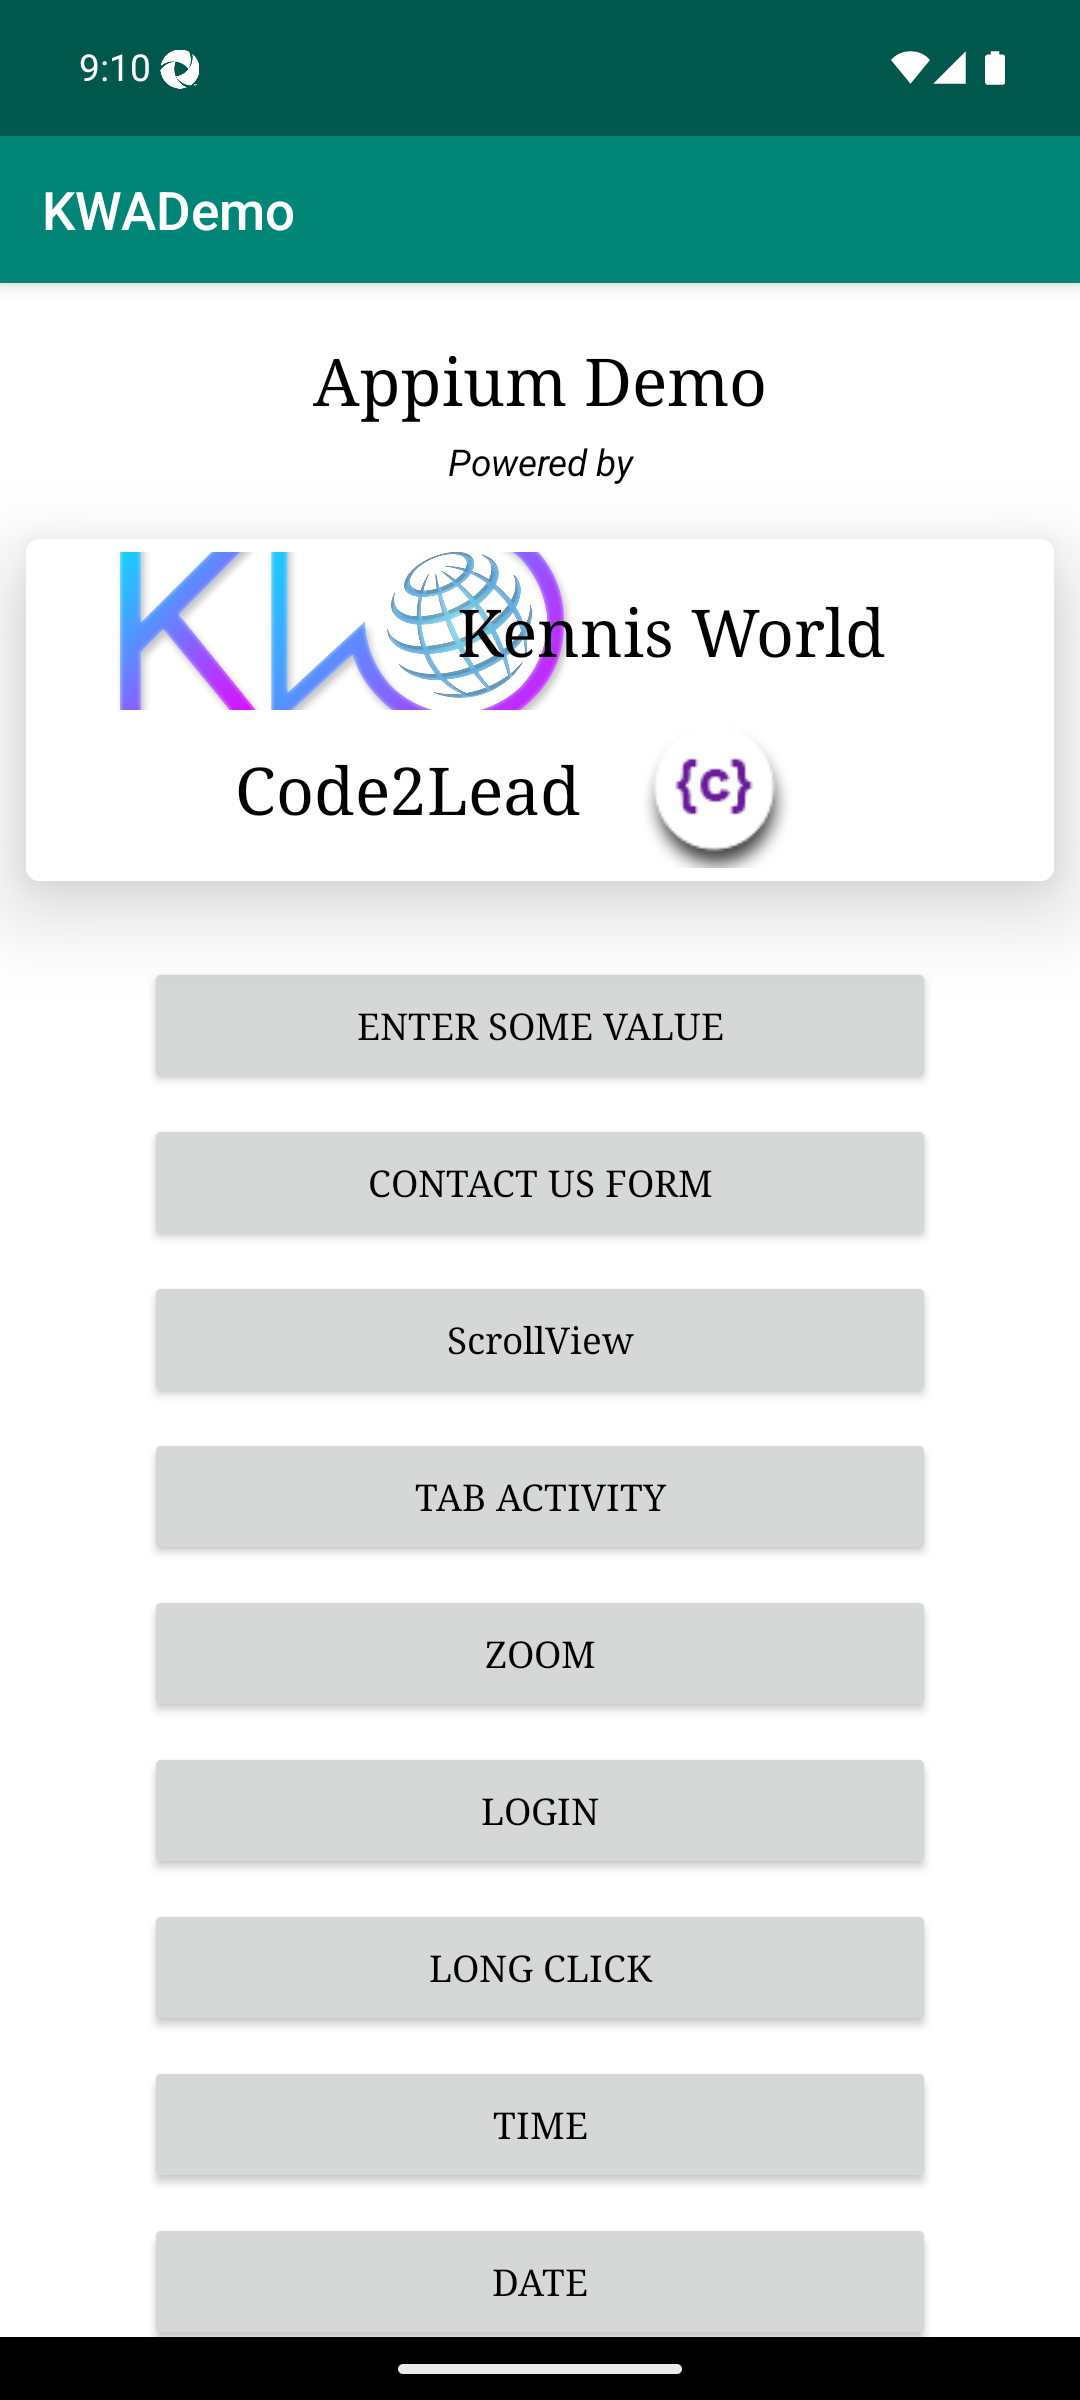 9:10
KWADemo
Appium Demo
Powered by
KW
Kennis World
Code2Lead
{c}
ENTER SOME VALUE
CONTACT US FORM
ScrollView
TAB ACTIVITY
ZOOM
LOGIN
LONG CLICK
TIME
DATE